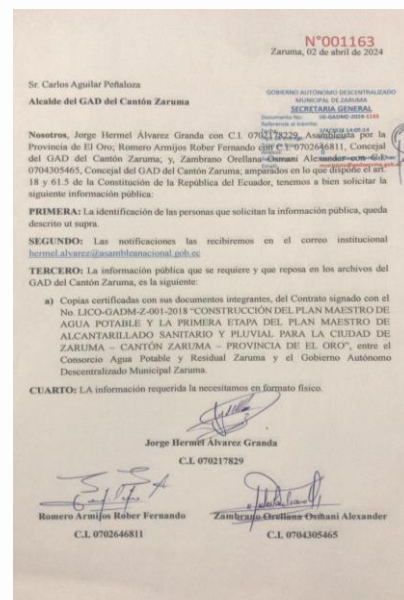 N°001163
Zaruma, 02 de abril de 2024
Sr. Carlos Aguilar Peñaloza
Alcalde del GAD del Cantón Zaruma
GOBIERNO AUTÓNOMO DESCENTRALIZADO
MUNICIPAL DE ZARUMA
SECRETARIA GENERAL
Documento No.
Nosotros, Jorge Hermel Álvarez Granda con C.I. Asambleísta por la
Provincia de El Oro; Romero Armijos Rober Fernando con C.I. 0702646811, Concejal
del GAD del Cantón Zaruma; y, Zambrano Orellana Osmani Alexander con C.I.
0704305465, Concejal del GAD del Cantón Zaruma; amparados en lo que dispone el art.
18 y 61.5 de la Constitución de la República del Ecuador, tenemos a bien solicitar la
siguiente información pública:
PRIMERA: La identificación de las personas que solicitan la información pública, queda
descrito ut supra.
SEGUNDO: Las notificaciones las recibiremos en el correo institucional
hermel.alvarez@asambleanacional.gob.ec
TERCERO: La información pública que se requiere y que reposa en los archivos del
GAD del Cantón Zaruma, es la siguiente:
a) Copias certificadas con sus documentos integrantes, del Contrato signado con el
No. LICO-GADM-Z-001-2018 “CONSTRUCCIÓN DEL PLAN MAESTRO DE
AGUA POTABLE Y LA PRIMERA ETAPA DEL PLAN MAESTRO DE
ALCANTARILLADO SANITARIO Y PLUVIAL PARA LA CIUDAD DE
ZARUMA – CANTÓN ZARUMA – PROVINCIA DE EL ORO”, entre el
Consorcio Agua Potable y Residual Zaruma y el Gobierno Autónomo
Descentralizado Municipal Zaruma.
CUARTO: LA información requerida la necesitamos en formato físico.
Jorge Hermel Álvarez Granda
C.I. 070217829
Romero Armijos Rober Fernando
C.I. 0702646811
Zambrano Orellana Osmani Alexander
C.I. 0704305465